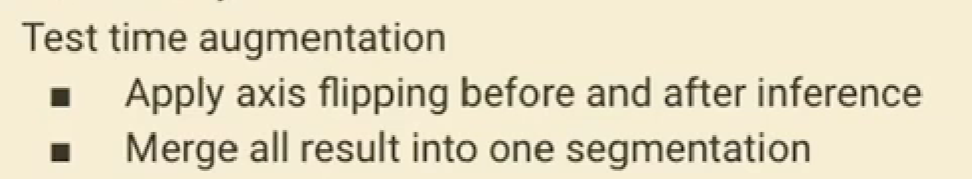 Test time augmentation
▪ Apply axis flipping before and after inference
▪ Merge all result into one segmentation